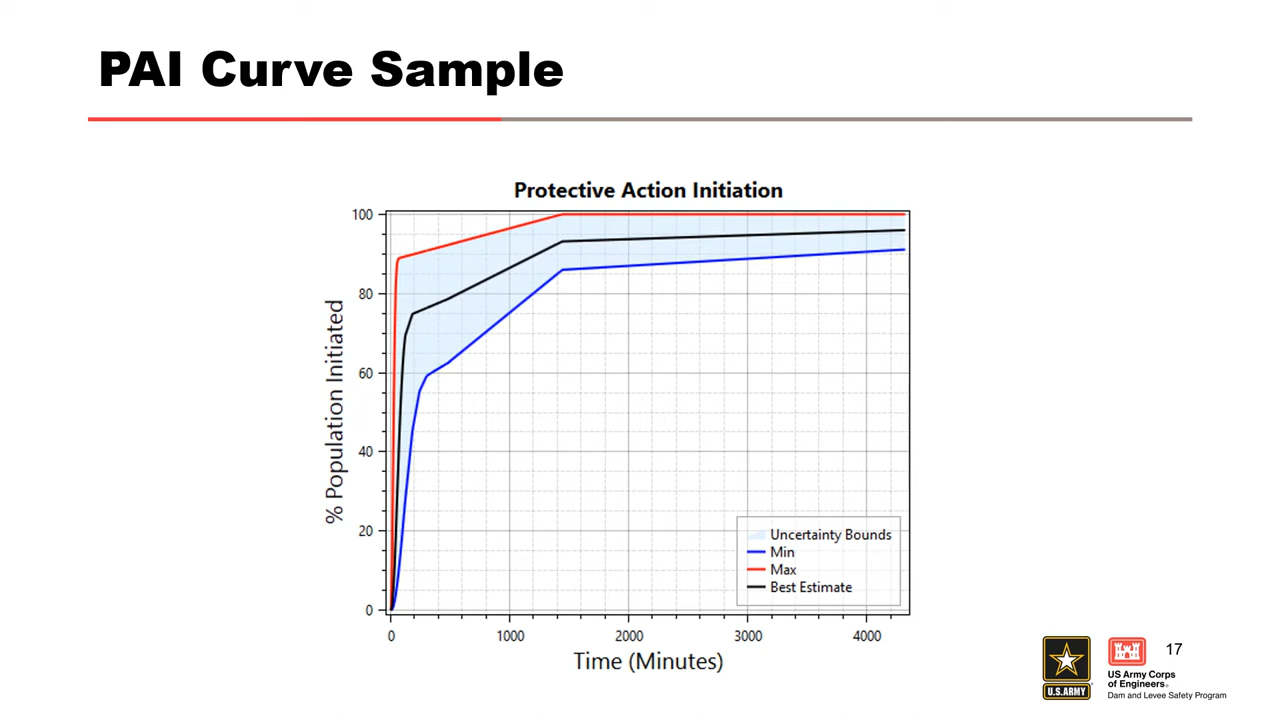 PAI Curve Sample
Protective Action Initiation
% Population Initiated
100
80
60
40
20
0
0 1000 2000 3000 4000
Time (Minutes)
Uncertainty Bounds
Min
Max
Best Estimate
U.S.ARMY
US Army Corps
of Engineers®
Dam and Levee Safety Program
17